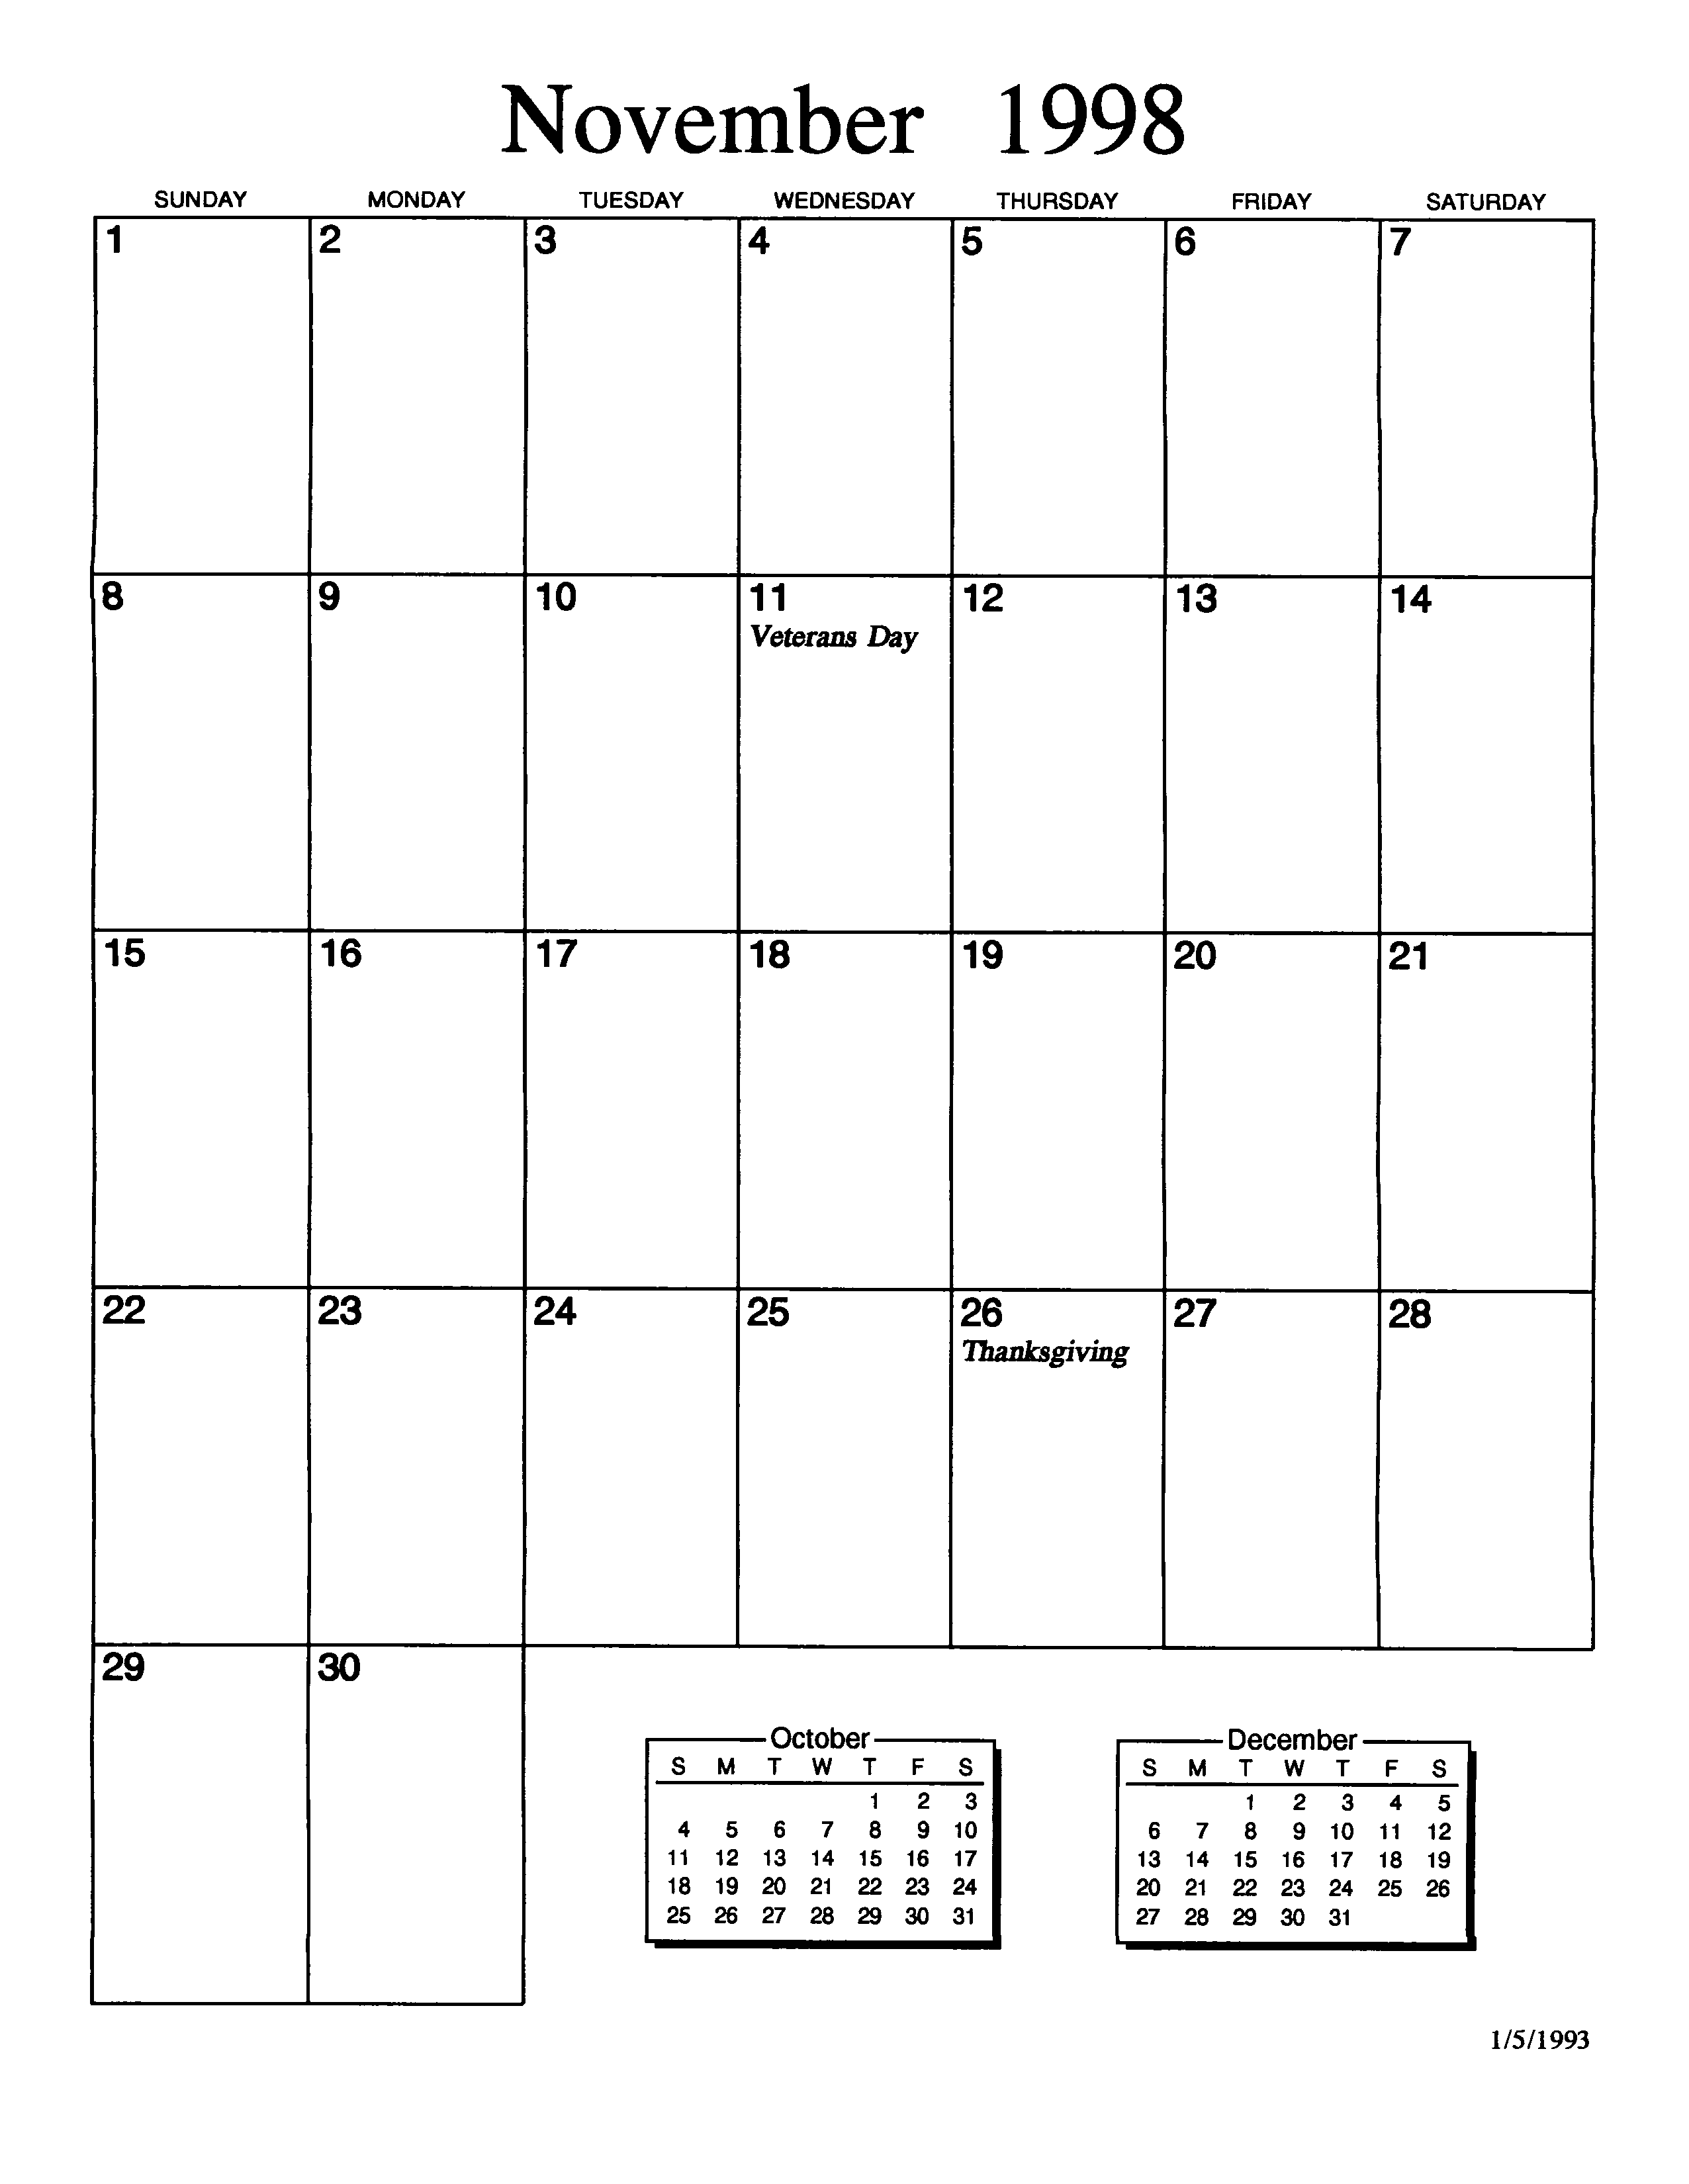 November 1998
SUNDAY MONDAY TUESDAY WEDNESDAY THURSDAY FRIDAY SATURDAY
1 2 3 4 5 6 7
8 9 10 11 12 13 14
Veterans Day
15 16 17 18 19 20 21
22 23 24 25 26 27 28
Thanksgiving
29 30
October
S M T W T F S
1 2 3
4 5 6 7 8 9 10
11 12 13 14 15 16 17
18 19 20 21 22 23 24
25 26 27 28 29 30 31
December
S M T W T F S
1 2 3 4 5
6 7 8 9 10 11 12
13 14 15 16 17 18 19
20 21 22 23 24 25 26
27 28 29 30 31
1/5/1993